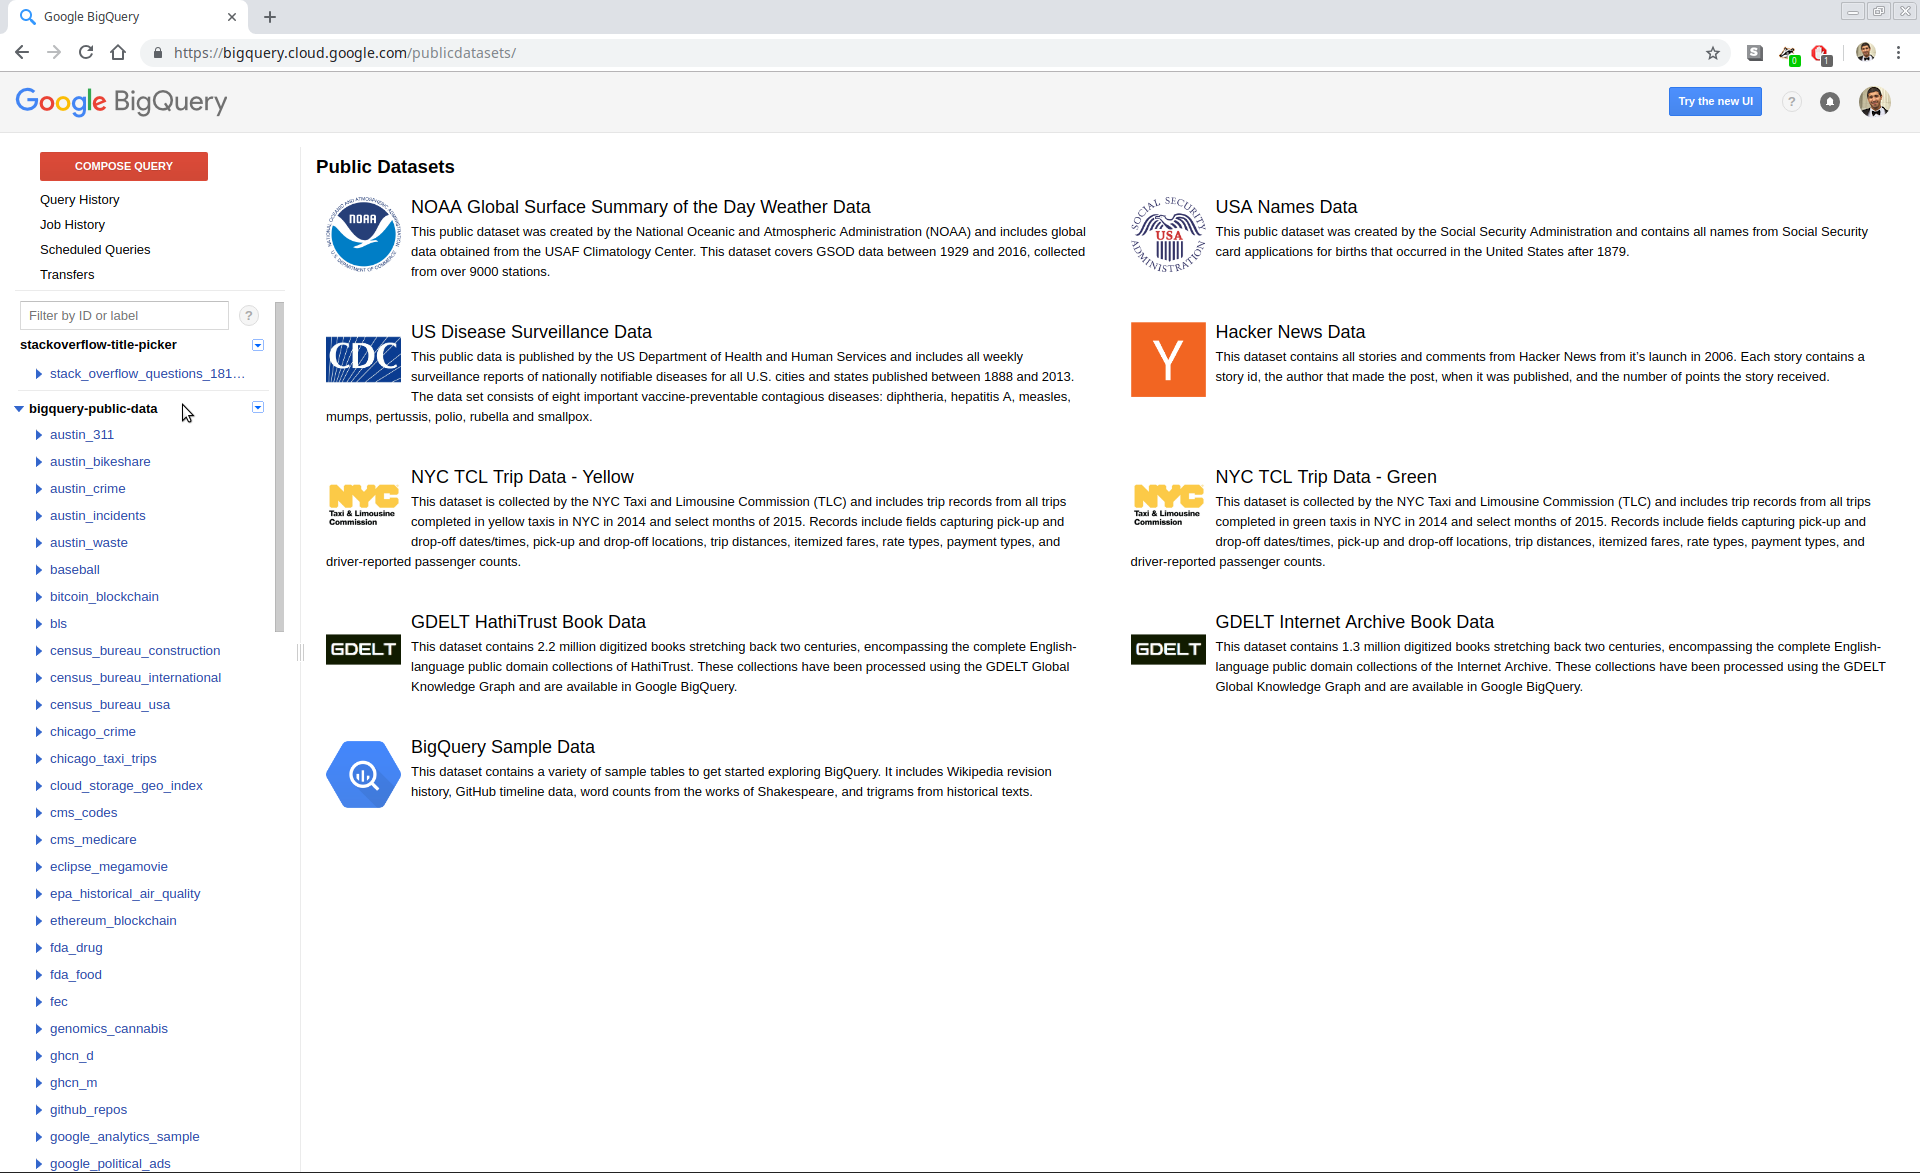 Google BigQuery
https://bigquery.cloud.google.com/publicdatasets/
S
0
1
Google BigQuery
Try the new UI
?
COMPOSE QUERY
Query History
Job History
Scheduled Queries
Transfers
Filter by ID or label
?
stackoverflow-title-picker
stack_overflow_questions_181...
bigquery-public-data
austin_311
austin_bikeshare
austin_crime
austin_incidents
austin_waste
baseball
bitcoin_blockchain
bls
census_bureau_construction
census_bureau_international
census_bureau_usa
chicago_crime
chicago_taxi_trips
cloud_storage_geo_index
cms_codes
cms_medicare
eclipse_megamovie
epa_historical_air_quality
ethereum_blockchain
fda_drug
fda_food
fec
genomics_cannabis
ghcn_d
ghcn_m
github_repos
google_analytics_sample
google_political_ads
Public Datasets
NOAA
NOAA Global Surface Summary of the Day Weather Data
This public dataset was created by the National Oceanic and Atmospheric Administration (NOAA) and includes global
data obtained from the USAF Climatology Center. This dataset covers GSOD data between 1929 and 2016, collected
from over 9000 stations.
SOCIAL SECURITY
USA
ADMINISTRATION
USA Names Data
This public dataset was created by the Social Security Administration and contains all names from Social Security
card applications for births that occurred in the United States after 1879.
CDC
US Disease Surveillance Data
This public data is published by the US Department of Health and Human Services and includes all weekly
surveillance reports of nationally notifiable diseases for all U.S. cities and states published between 1888 and 2013.
The data set consists of eight important vaccine-preventable contagious diseases: diphtheria, hepatitis A, measles,
mumps, pertussis, polio, rubella and smallpox.
Y
Hacker News Data
This dataset contains all stories and comments from Hacker News from it's launch in 2006. Each story contains a
story id, the author that made the post, when it was published, and the number of points the story received.
NYC
Taxi & Limousine
Commission
NYC TCL Trip Data - Yellow
This dataset is collected by the NYC Taxi and Limousine Commission (TLC) and includes trip records from all trips
completed in yellow taxis in NYC in 2014 and select months of 2015. Records include fields capturing pick-up and
drop-off dates/times, pick-up and drop-off locations, trip distances, itemized fares, rate types, payment types, and
driver-reported passenger counts.
NYC
Taxi & Limousine
Commission
NYC TCL Trip Data - Green
This dataset is collected by the NYC Taxi and Limousine Commission (TLC) and includes trip records from all trips
completed in green taxis in NYC in 2014 and select months of 2015. Records include fields capturing pick-up and
drop-off dates/times, pick-up and drop-off locations, trip distances, itemized fares, rate types, payment types, and
driver-reported passenger counts.
GDELT
GDELT HathiTrust Book Data
This dataset contains 2.2 million digitized books stretching back two centuries, encompassing the complete English-
language public domain collections of HathiTrust. These collections have been processed using the GDELT Global
Knowledge Graph and are available in Google BigQuery.
GDELT
GDELT Internet Archive Book Data
This dataset contains 1.3 million digitized books stretching back two centuries, encompassing the complete English-
language public domain collections of the Internet Archive. These collections have been processed using the GDELT
Global Knowledge Graph and are available in Google BigQuery.
BigQuery Sample Data
This dataset contains a variety of sample tables to get started exploring BigQuery. It includes Wikipedia revision
history, GitHub timeline data, word counts from the works of Shakespeare, and trigrams from historical texts.